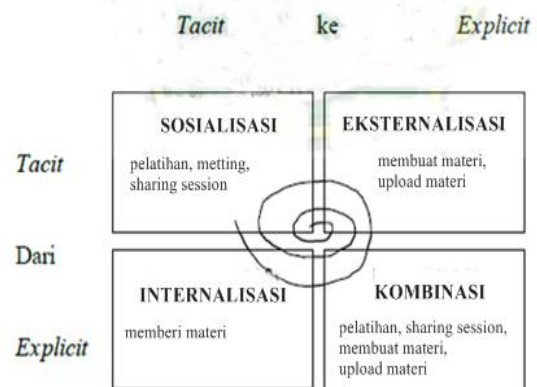 Tacit ke Explicit
Tacit
SOSIALISASI
pelatihan, metting,
sharing session
EKSTERNALISASI
membuat materi,
upload materi
Dari
Explicit
INTERNALISASI
memberi materi
KOMBINASI
pelatihan, sharing session,
membuat materi,
upload materi